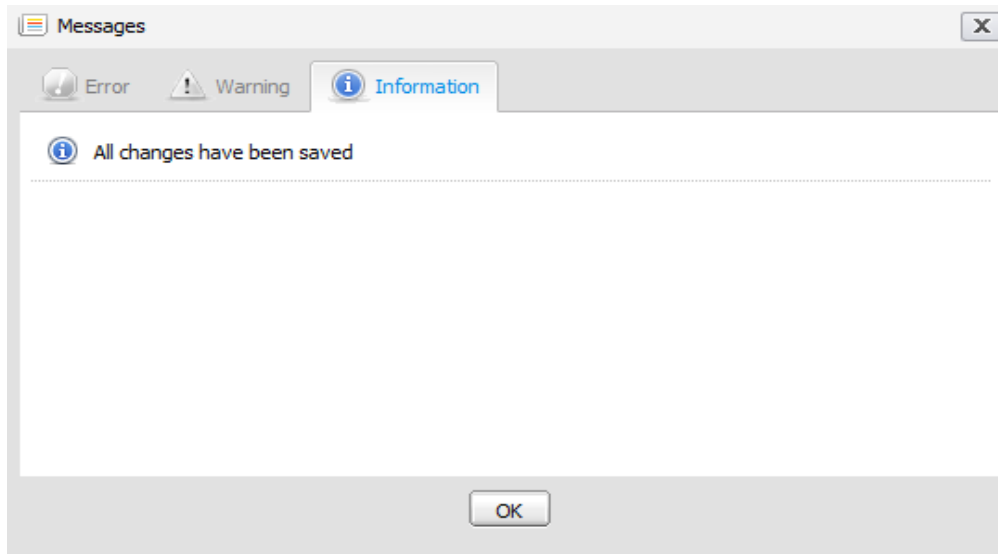 Messages
X
Error
Warning
Information
All changes have been saved
OK